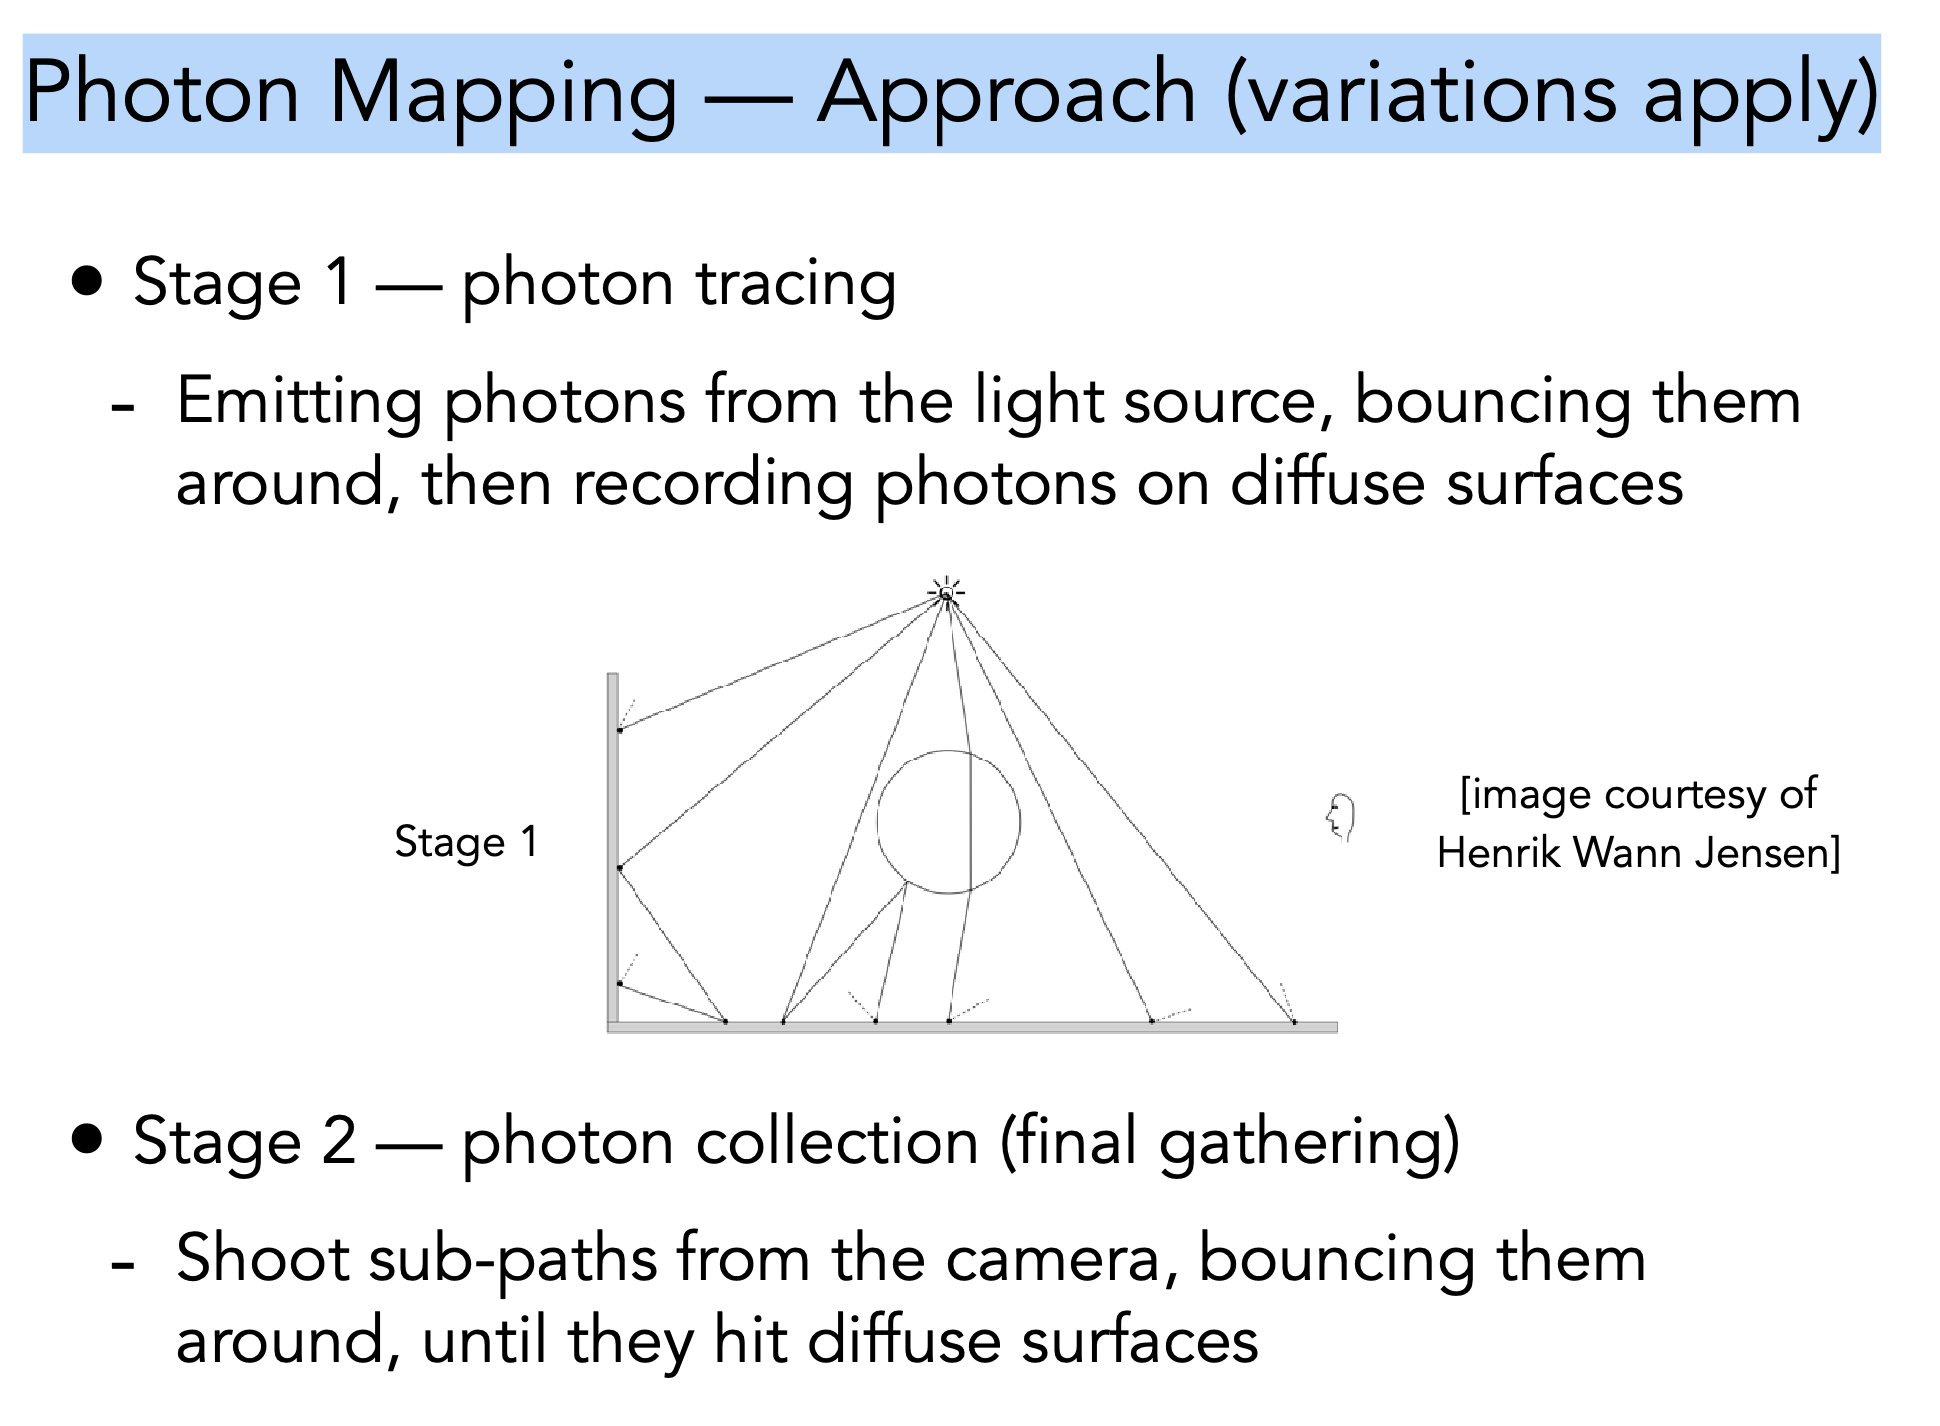 Photon Mapping — Approach (variations apply)
• Stage 1 — photon tracing
- Emitting photons from the light source, bouncing them
around, then recording photons on diffuse surfaces
Stage 1
[image courtesy of
Henrik Wann Jensen]
• Stage 2 — photon collection (final gathering)
- Shoot sub-paths from the camera, bouncing them
around, until they hit diffuse surfaces